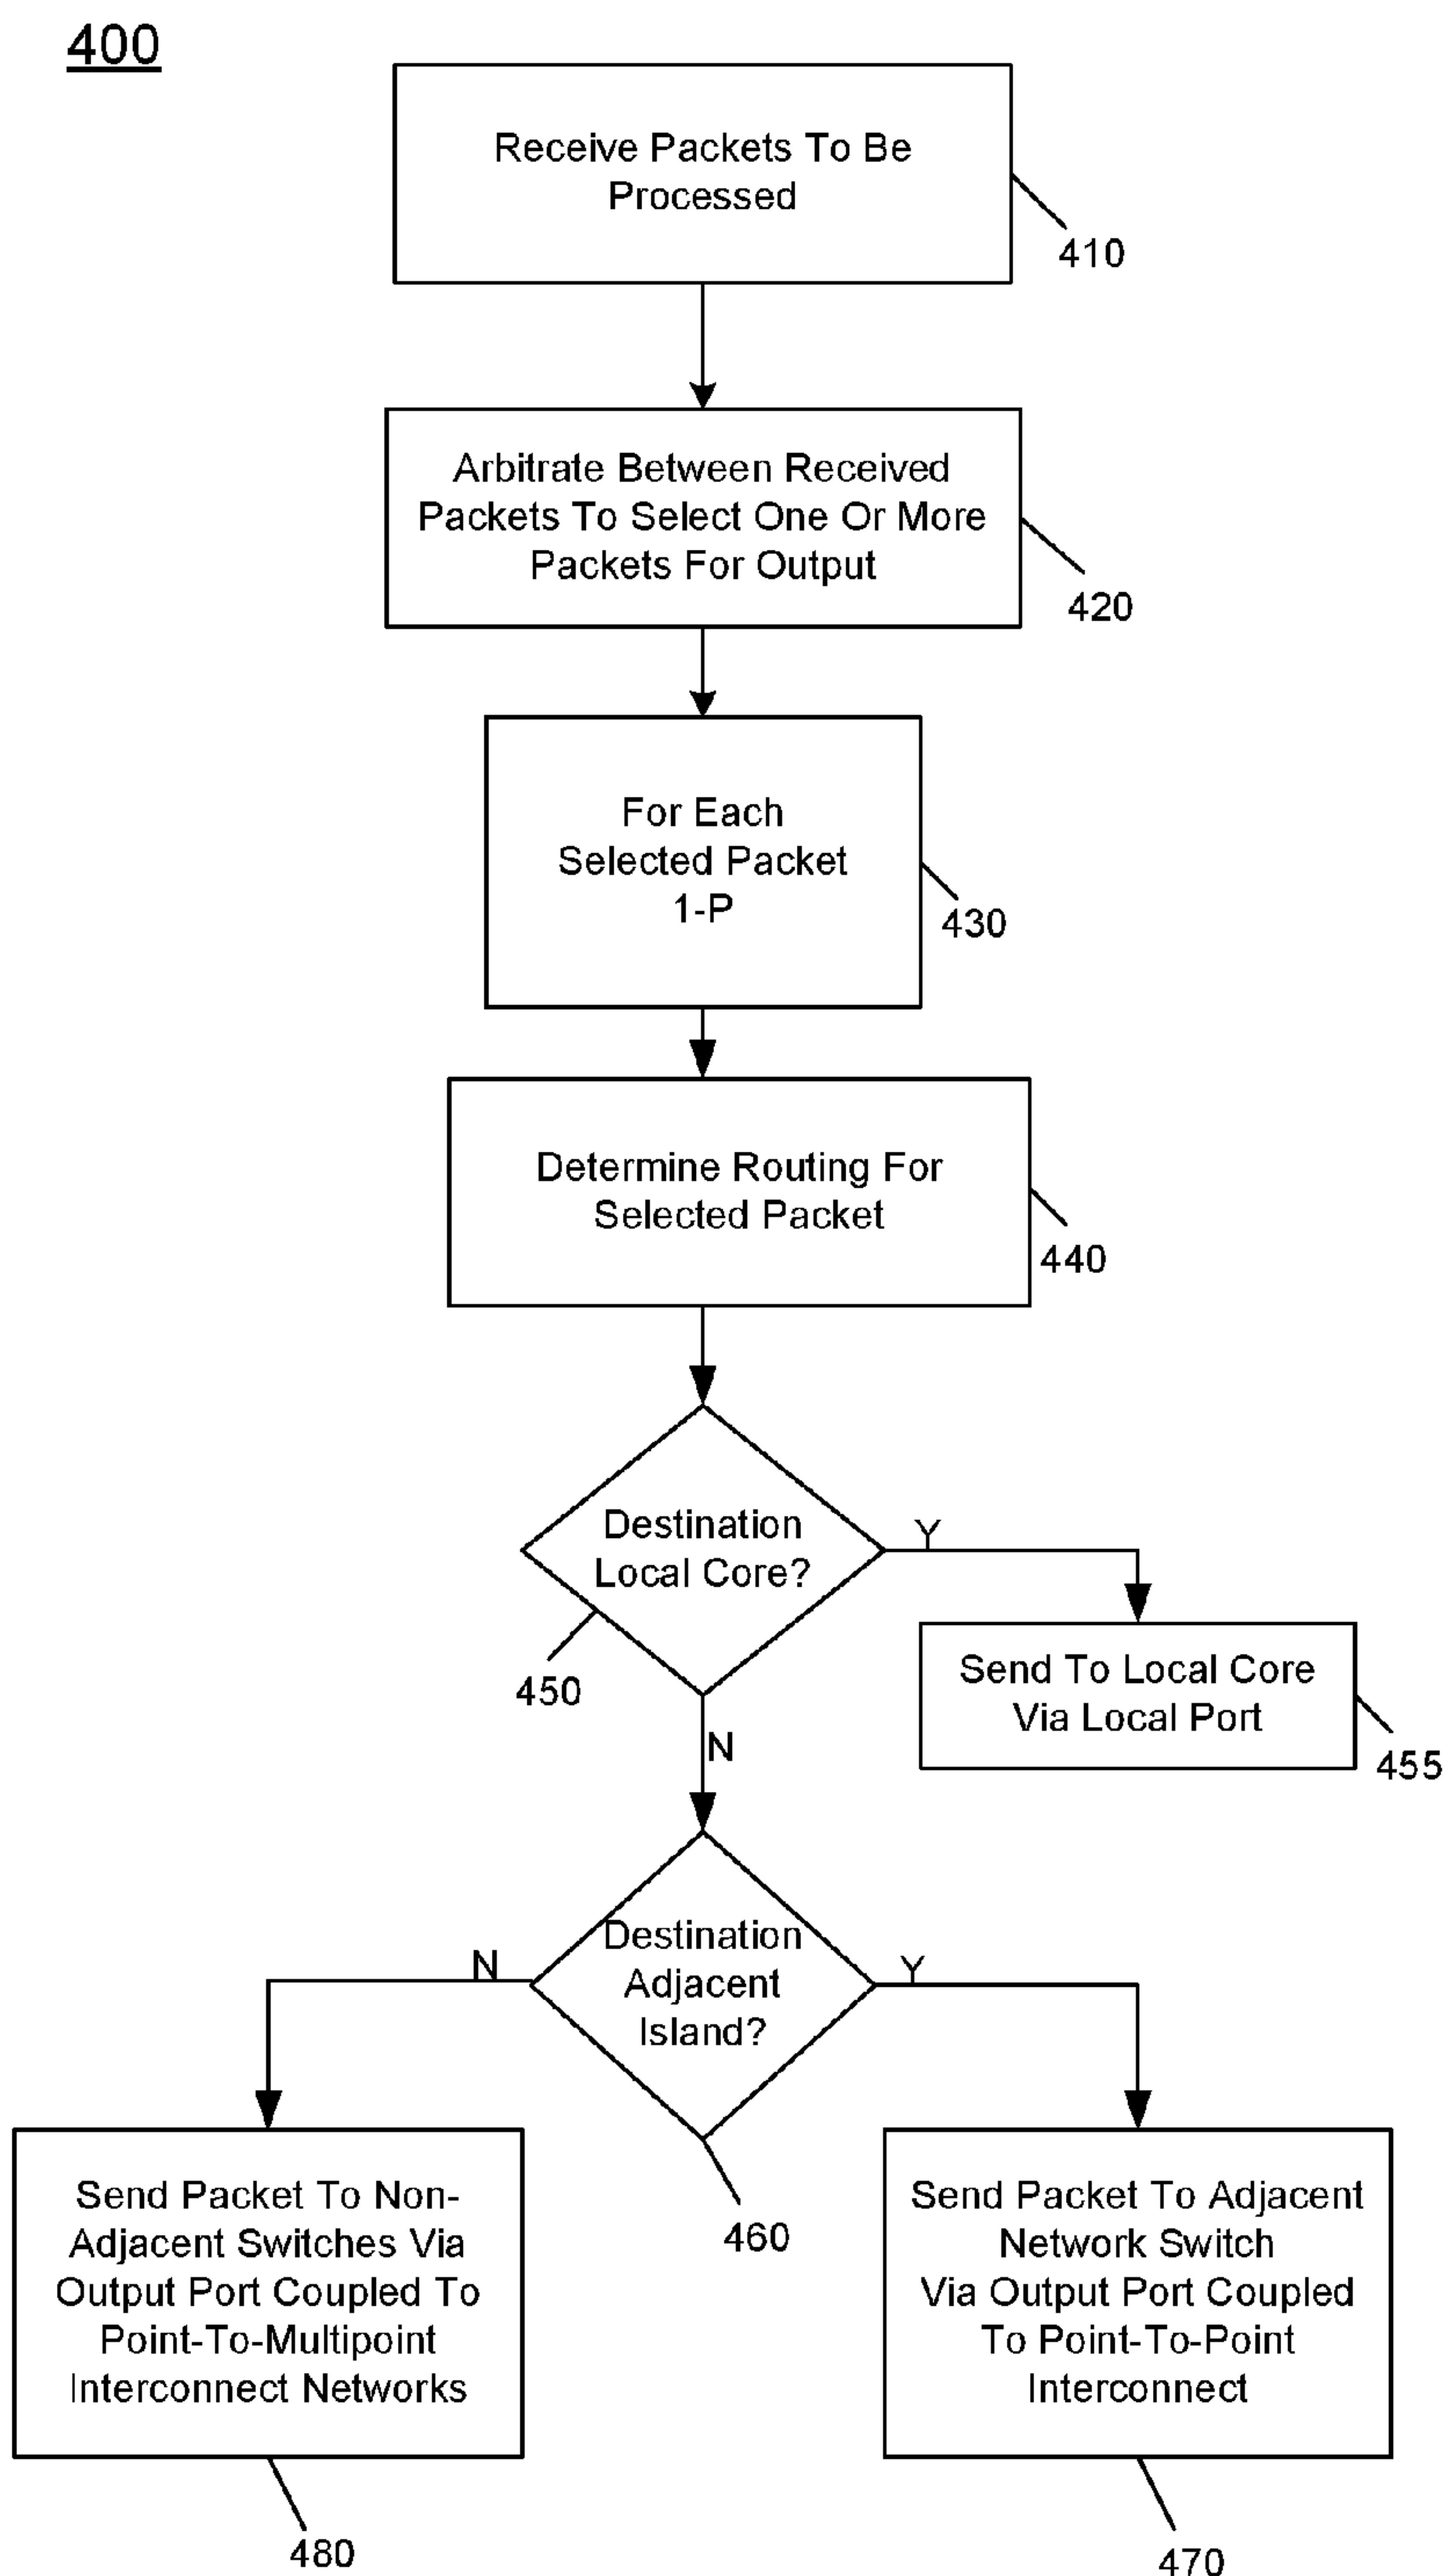 400
Receive Packets To Be
Processed
410
Arbitrate Between Received
Packets To Select One Or More
Packets For Output
420
For Each
Selected Packet
1-P
430
Determine Routing For
Selected Packet
440
Destination
Local Core?
Y
450
Send To Local Core
Via Local Port
455
N
Destination
Adjacent
Island?
N
Y
460
Send Packet To Non-
Adjacent Switches Via
Output Port Coupled To
Point-To-Multipoint
Interconnect Networks
480
Send Packet To Adjacent
Network Switch
Via Output Port Coupled
To Point-To-Point
Interconnect
470